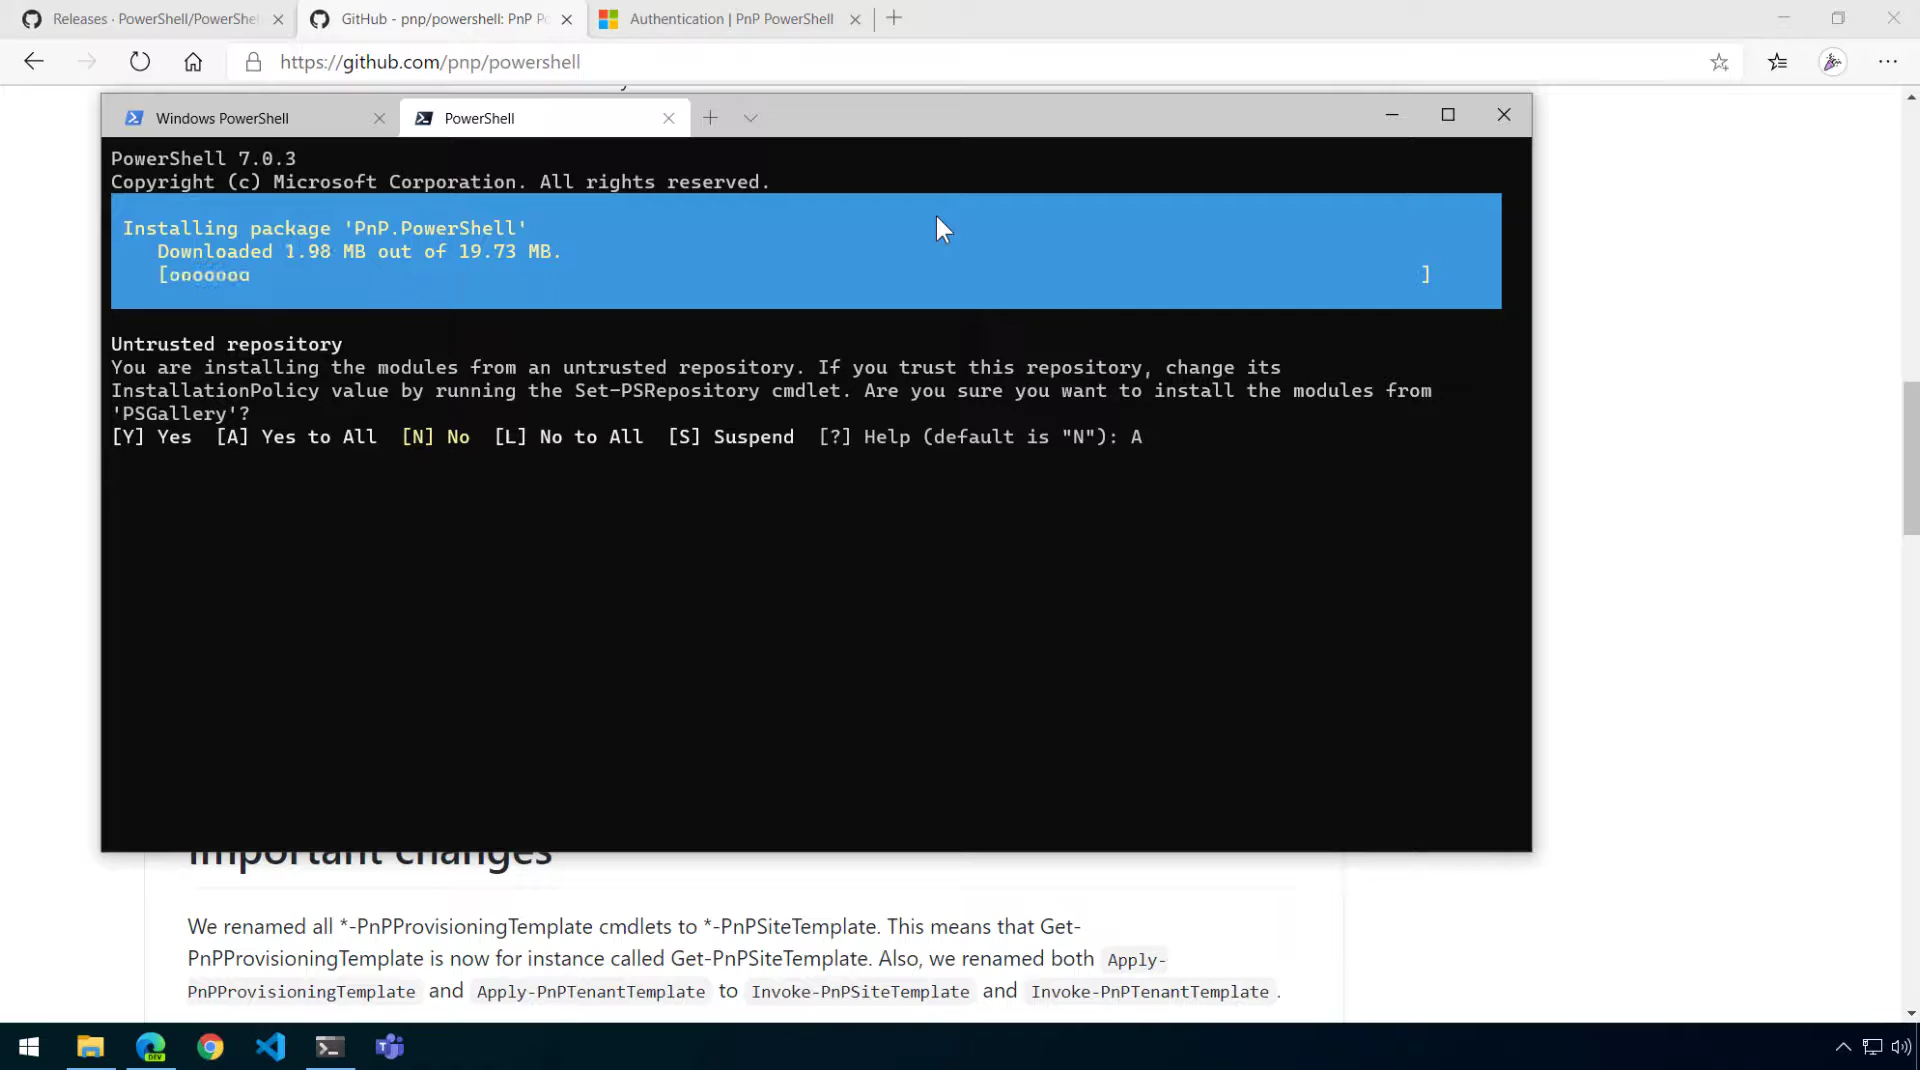 Releases · PowerShell/PowerShe
GitHub - pnp/powershell: PnP Po
Authentication | PnP PowerShell
https://github.com/pnp/powershell
Windows PowerShell
PowerShell
PowerShell 7.0.3
Copyright (c) Microsoft Corporation. All rights reserved.
Installing package 'PnP.PowerShell'
Downloaded 1.98 MB out of 19.73 MB.
[ooooooo ]
Untrusted repository
You are installing the modules from an untrusted repository. If you trust this repository, change its
InstallationPolicy value by running the Set-PSRepository cmdlet. Are you sure you want to install the modules from
'PSGallery'?
[Y] Yes  [A] Yes to All  [N] No  [L] No to All  [S] Suspend  [?] Help (default is "N"): A
Important changes
We renamed all *-PnPProvisioningTemplate cmdlets to *-PnPSiteTemplate. This means that Get-
PnPProvisioningTemplate is now for instance called Get-PnPSiteTemplate. Also, we renamed both Apply-
PnPProvisioningTemplate and Apply-PnPTenantTemplate to Invoke-PnPSiteTemplate and Invoke-PnPTenantTemplate .
DEV